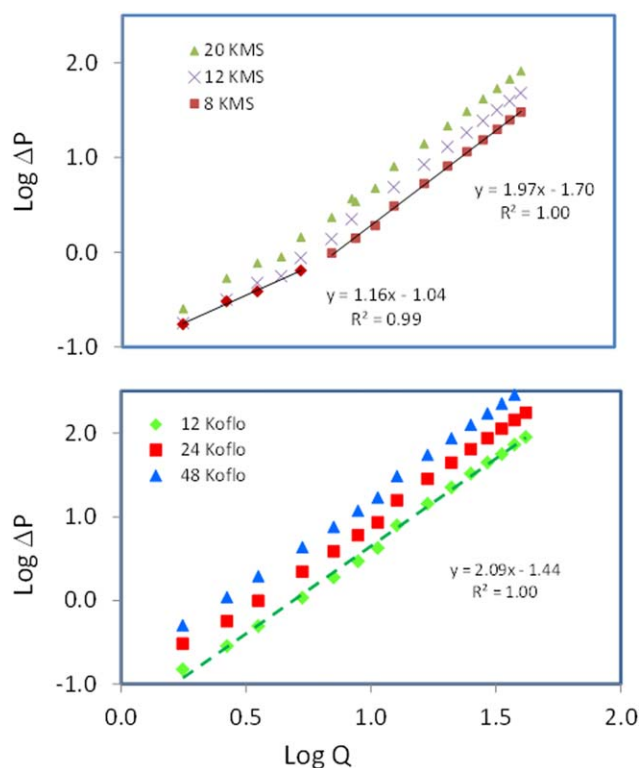 2.0
20 KMS
12 KMS
8 KMS
1.0
Log ΔP
y = 1.97x - 1.70
R² = 1.00
0.0
y = 1.16x - 1.04
R² = 0.99
-1.0
12 Koflo
2.0
24 Koflo
48 Koflo
1.0
Log ΔP
y = 2.09x - 1.44
R² = 1.00
0.0
-1.0
0.0 0.5 1.0 1.5 2.0
Log Q